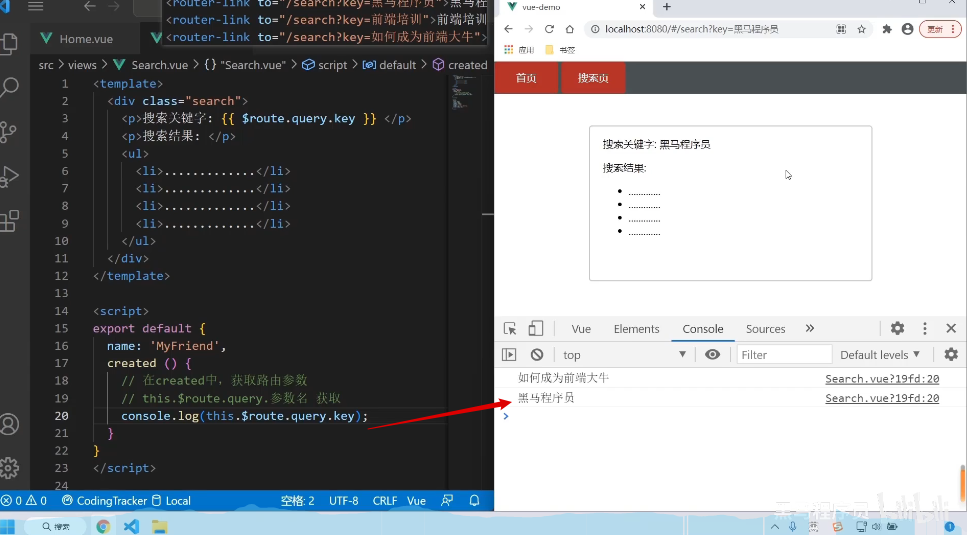 <router-link to="/search?key=黑马程序员">黑马程
<router-link to="/search?key=前端培训">前端培训
<router-link to="/search?key=如何成为前端大牛">
Home.vue
src > views > Search.vue > {} "Search.vue" > script > default > created
1 <template>
2 <div class="search">
3 <p>搜索关键字: {{ $route.query.key }} </p>
4 <p>搜索结果: </p>
5 <ul>
6 <li>.............</li>
7 <li>.............</li>
8 <li>.............</li>
9 <li>.............</li>
10 </ul>
11 </div>
12 </template>
13
14 <script>
15 export default {
16 name: 'MyFriend',
17 created () {
18 // 在created中，获取路由参数
19 // this.$route.query.参数名 获取
20 console.log(this.$route.query.key);
21 }
22 }
23 </script>
24
0 0 CodingTracker Local 空格: 2 UTF-8 CRLF Vue
vue-demo
localhost:8080/#/search?key=黑马程序员
更新
应用 书签
首页 搜索页
搜索关键字: 黑马程序员
搜索结果:
.............
.............
.............
.............
Vue Elements Console Sources
top Filter Default levels
如何成为前端大牛 Search.vue?19fd:20
黑马程序员 Search.vue?19fd:20
搜索